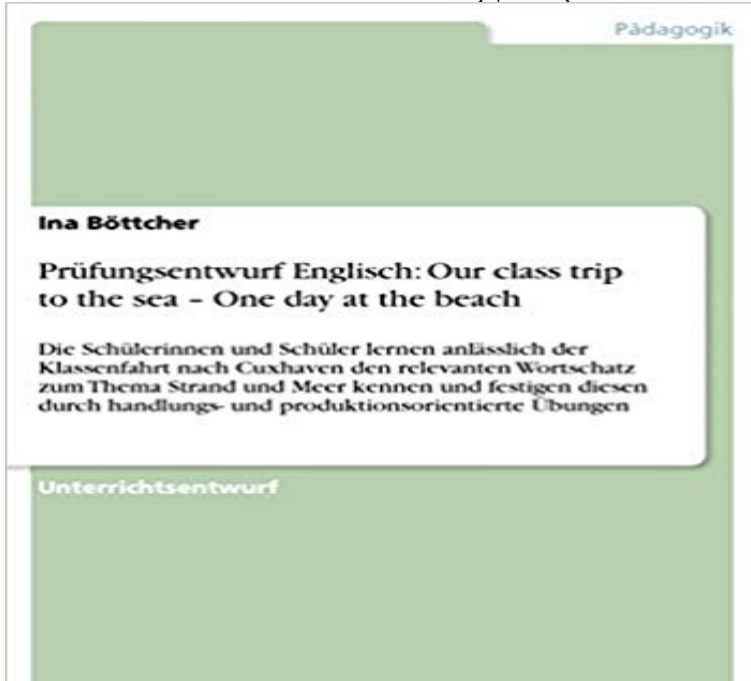 Pädagogik
Ina Böttcher
Prüfungsentwurf Englisch: Our class trip
to the sea – One day at the beach
Die Schülerinnen und Schüler lernen anlässlich der
Klassenfahrt nach Cuxhaven den relevanten Wortschatz
zum Thema Strand und Meer kennen und festigen diesen
durch handlungs- und produktionsorientierte Übungen
Unterrichtsentwurf